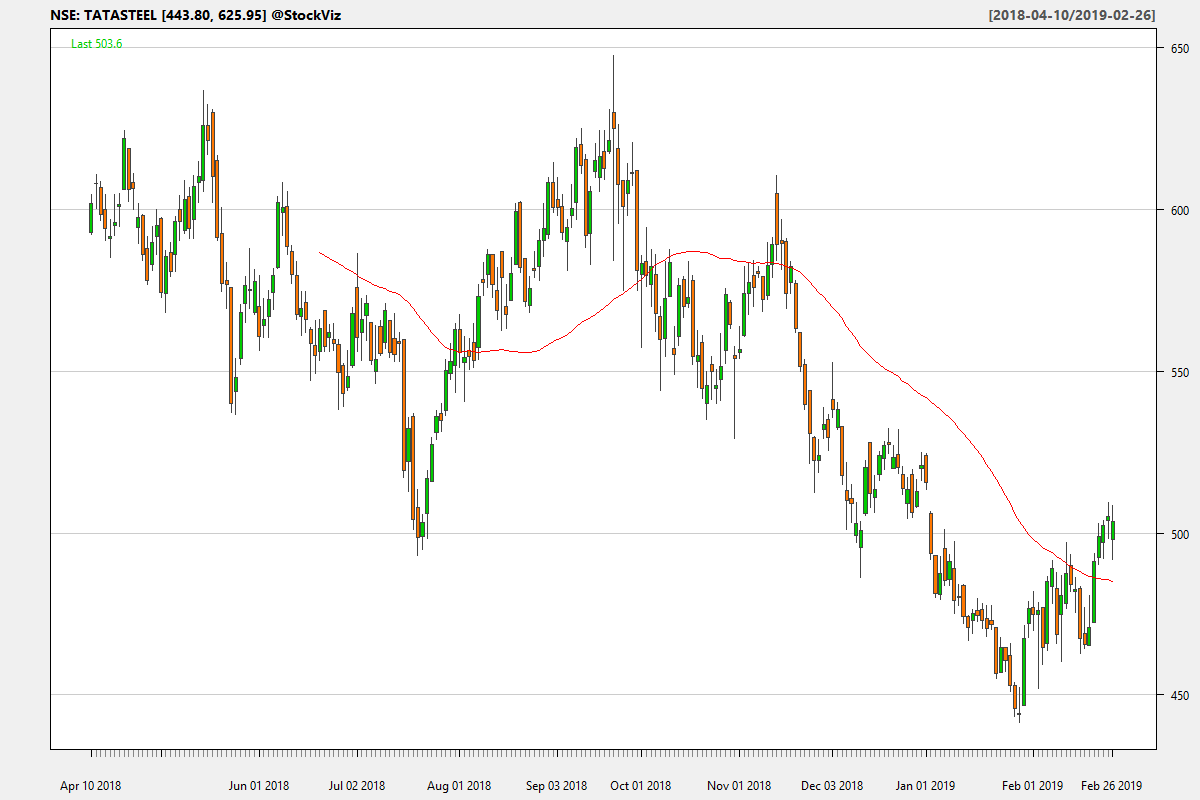 NSE: TATASTEEL [443.80, 625.95] @StockViz
[2018-04-10/2019-02-26]
Last 503.6
650
600
550
500
450
Apr 10 2018 Jun 01 2018 Jul 02 2018 Aug 01 2018 Sep 03 2018 Oct 01 2018 Nov 01 2018 Dec 03 2018 Jan 01 2019 Feb 01 2019 Feb 26 2019